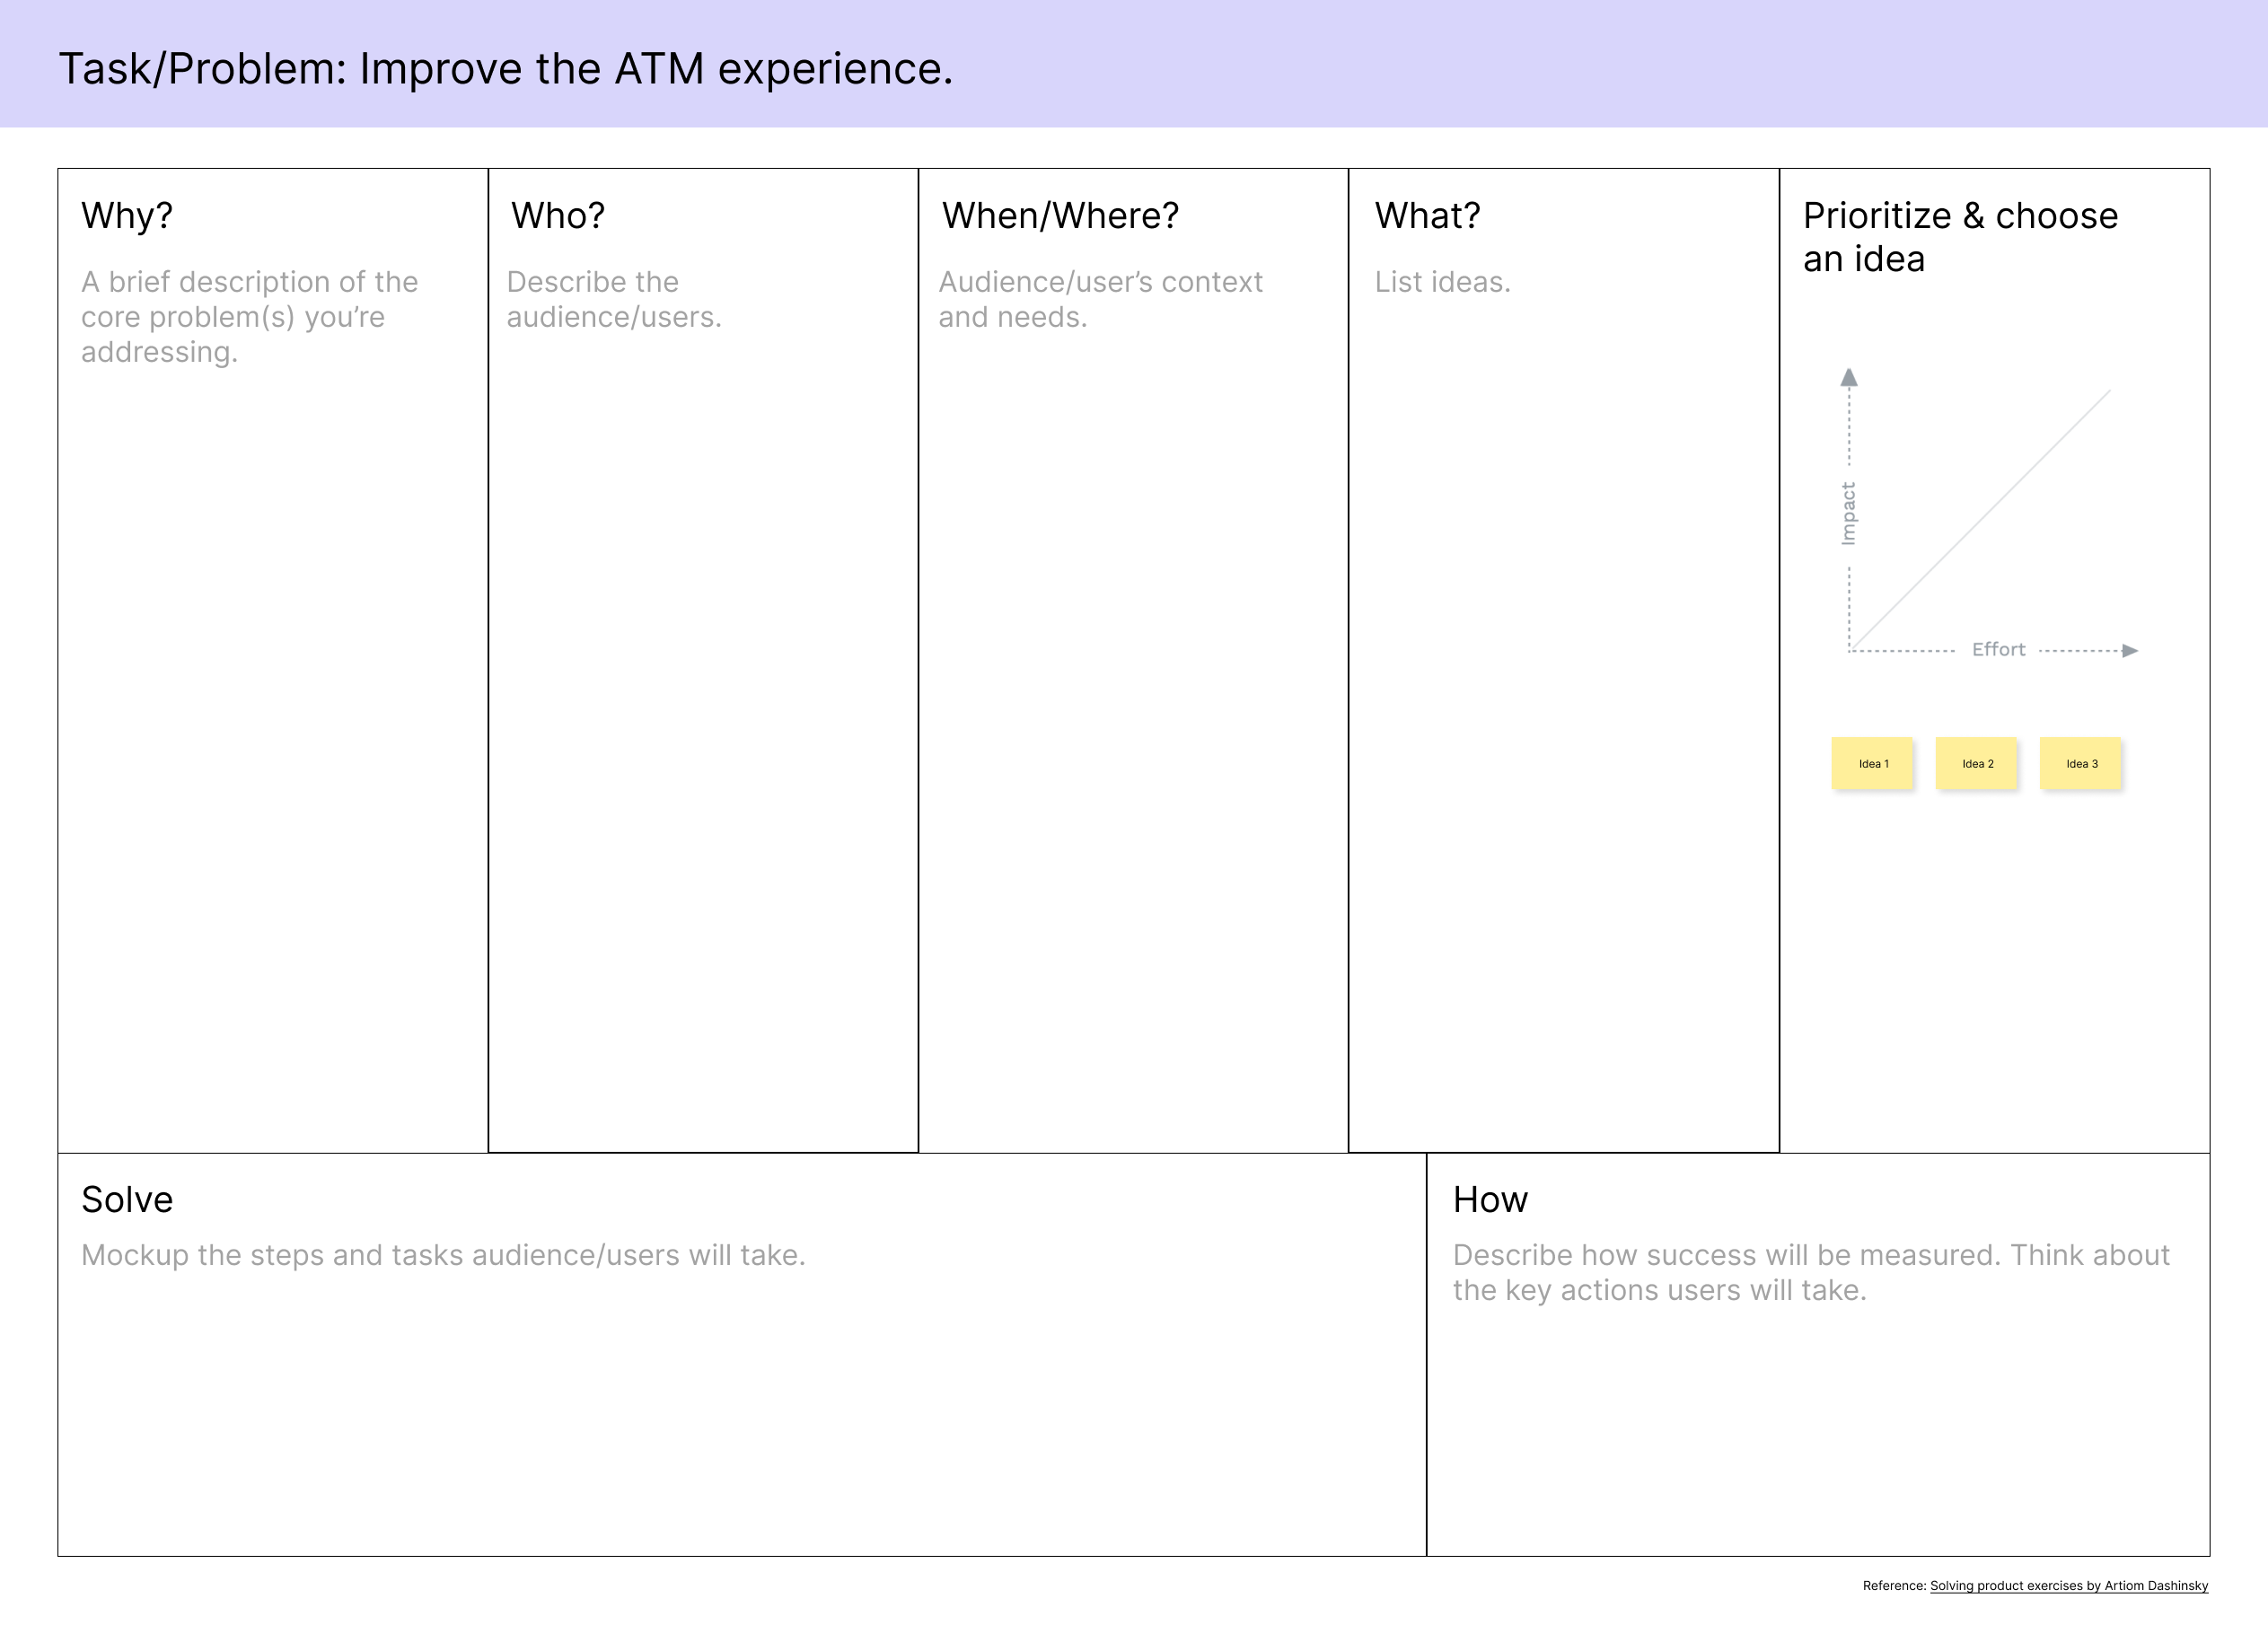 Task/Problem: Improve the ATM experience.
Why?
A brief description of the
core problem(s) you’re
addressing.
Who?
Describe the
audience/users.
When/Where?
Audience/user’s context
and needs.
What?
List ideas.
Prioritize & choose
an idea
Impact
Effort
Idea 1
Idea 2
Idea 3
Solve
Mockup the steps and tasks audience/users will take.
How
Describe how success will be measured. Think about
the key actions users will take.
Reference: Solving product exercises by Artiom Dashinsky